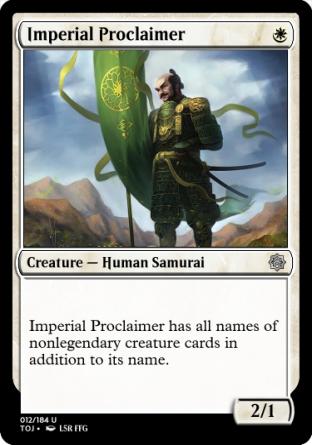 Imperial Proclaimer
Creature — Human Samurai
Imperial Proclaimer has all names of
nonlegendary creature cards in
addition to its name.
2/1
012/184 U
TOJ • LSR FFG